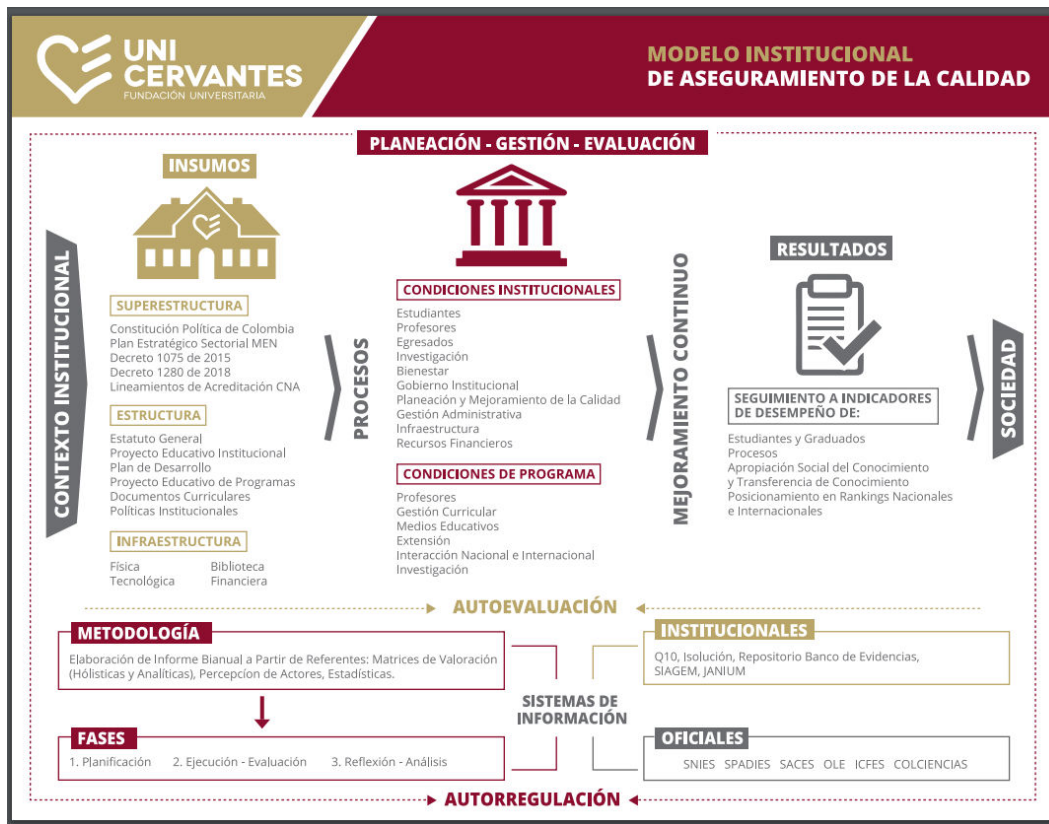 UNI
CERVANTES
FUNDACIÓN UNIVERSITARIA
MODELO INSTITUCIONAL
DE ASEGURAMIENTO DE LA CALIDAD
PLANEACIÓN - GESTIÓN - EVALUACIÓN
CONTEXTO INSTITUCIONAL
INSUMOS
SUPERESTRUCTURA
Constitución Política de Colombia
Plan Estratégico Sectorial MEN
Decreto 1075 de 2015
Decreto 1280 de 2018
Lineamientos de Acreditación CNA
ESTRUCTURA
Estatuto General
Proyecto Educativo Institucional
Plan de Desarrollo
Proyecto Educativo de Programas
Documentos Curriculares
Políticas Institucionales
INFRAESTRUCTURA
Física Biblioteca
Tecnológica Financiera
PROCESOS
CONDICIONES INSTITUCIONALES
Estudiantes
Profesores
Egresados
Investigación
Bienestar
Gobierno Institucional
Planeación y Mejoramiento de la Calidad
Gestión Administrativa
Infraestructura
Recursos Financieros
CONDICIONES DE PROGRAMA
Profesores
Gestión Curricular
Medios Educativos
Extensión
Interacción Nacional e Internacional
Investigación
MEJORAMIENTO CONTINUO
RESULTADOS
SEGUIMIENTO A INDICADORES
DE DESEMPEÑO DE:
Estudiantes y Graduados
Procesos
Apropiación Social del Conocimiento
y Transferencia de Conocimiento
Posicionamiento en Rankings Nacionales
e Internacionales
SOCIEDAD
AUTOEVALUACIÓN
METODOLOGÍA
Elaboración de Informe Bianual a Partir de Referentes: Matrices de Valoración
(Hólisticas y Analíticas), Percepcíon de Actores, Estadísticas.
FASES
1. Planificación 2. Ejecución - Evaluación 3. Reflexión - Análisis
SISTEMAS DE
INFORMACIÓN
INSTITUCIONALES
Q10, Isolución, Repositorio Banco de Evidencias,
SIAGEM, JANIUM
OFICIALES
SNIES SPADIES SACES OLE ICFES COLCIENCIAS
AUTORREGULACIÓN